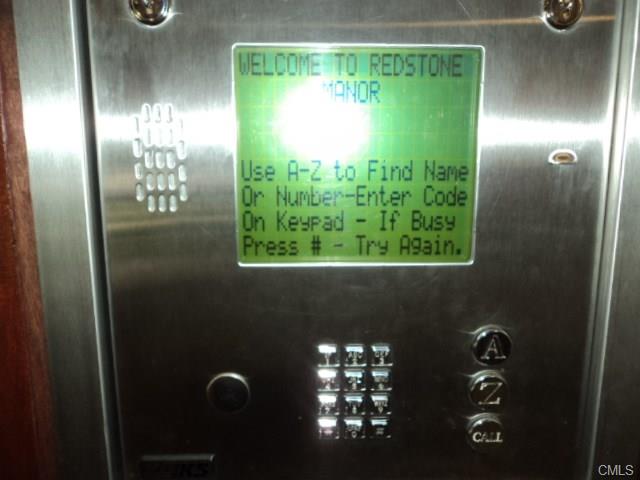 WELCOME TO REDSTONE
MANOR
Use A-Z to Find Name
Or Number-Enter Code
On Keypad - If Busy
Press # - Try Again.
A
Z
CALL
CMLS